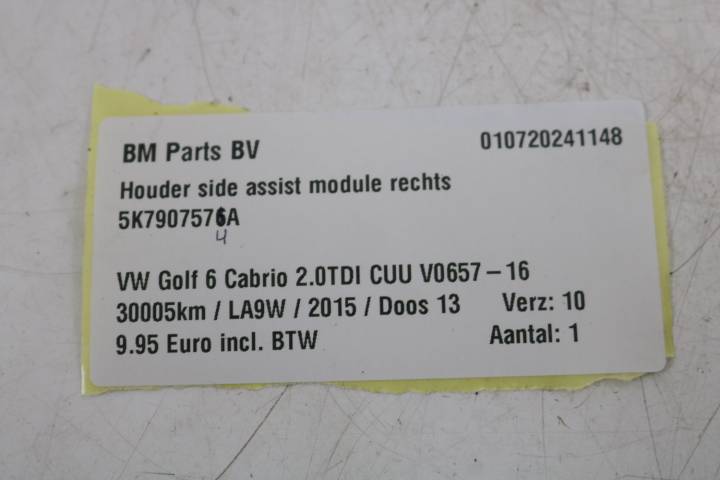 BM Parts BV 010720241148
Houder side assist module rechts
5K7907576A
4
VW Golf 6 Cabrio 2.0TDI CUU V0657-16
30005km / LA9W / 2015 / Doos 13 Verz: 10
9.95 Euro incl. BTW Aantal: 1